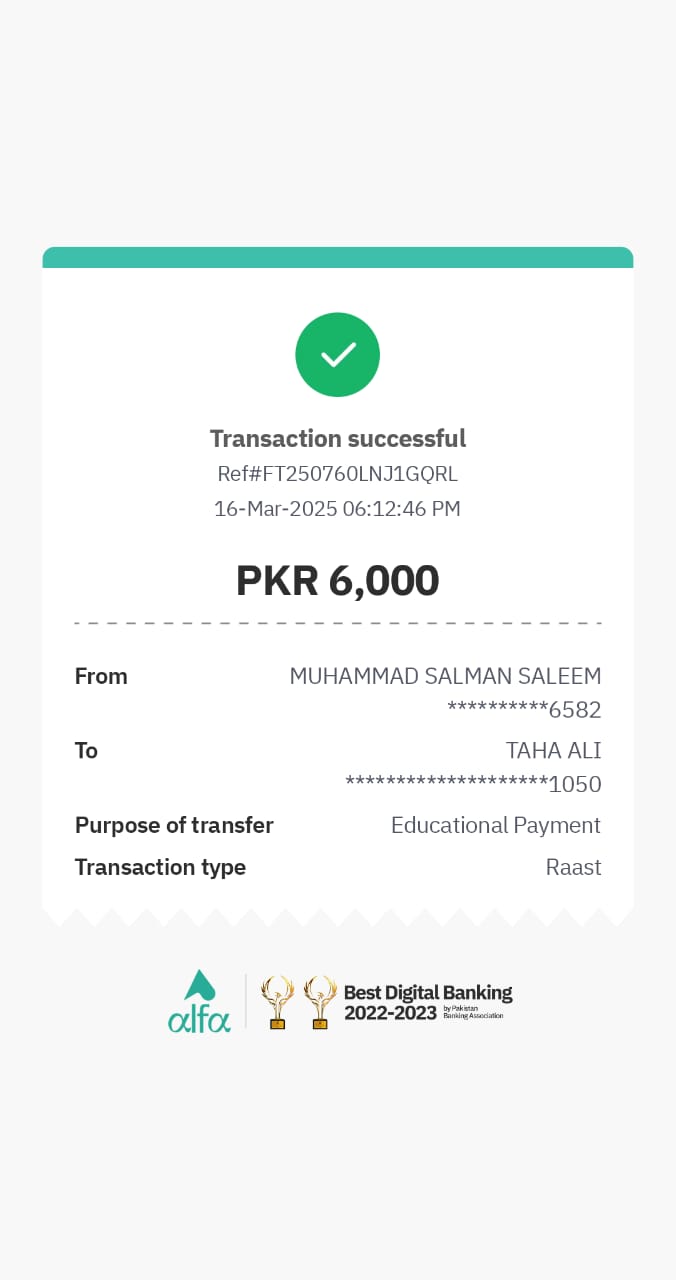 Transaction successful
Ref#FT250760LNJ1GQRL
16-Mar-2025 06:12:46 PM
PKR 6,000
From MUHAMMAD SALMAN SALEEM
**********6582
To TAHA ALI
********************1050
Purpose of transfer Educational Payment
Transaction type Raast
alfa
Best Digital Banking
2022-2023 by Pakistan
Banking Association